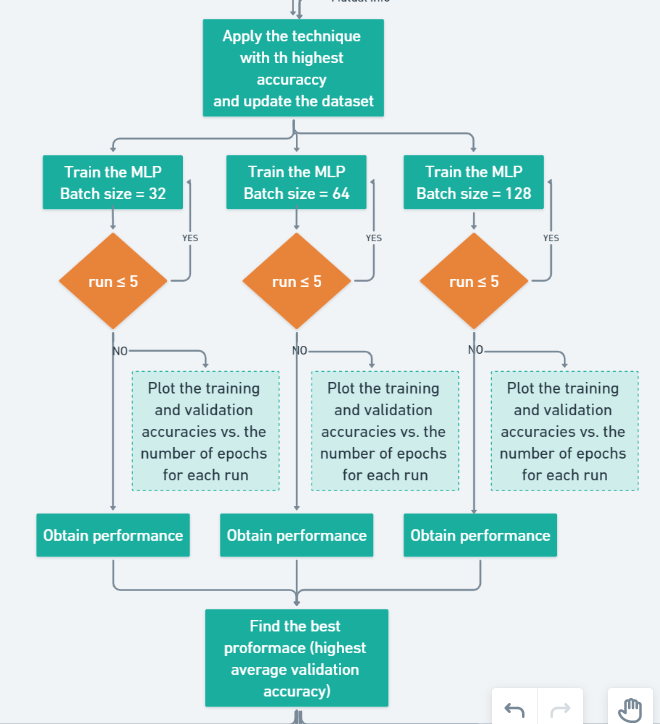 Mutual Info
Apply the technique
with th highest
accuraccy
and update the dataset
Train the MLP
Batch size = 32
Train the MLP
Batch size = 64
Train the MLP
Batch size = 128
YES
YES
YES
run ≤ 5
run ≤ 5
run ≤ 5
NO
NO
NO
Plot the training
and validation
accuracies vs. the
number of epochs
for each run
Plot the training
and validation
accuracies vs. the
number of epochs
for each run
Plot the training
and validation
accuracies vs. the
number of epochs
for each run
Obtain performance
Obtain performance
Obtain performance
Find the best
proformace (highest
average validation
accuracy)